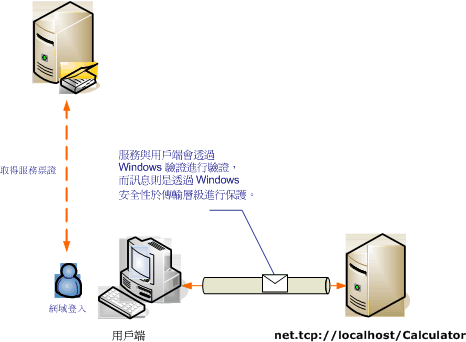 取得服務票證
服務與用戶端會透過
Windows 驗證進行驗證，
而訊息則是透過 Windows
安全性於傳輸層級進行保護。
網域登入
用戶端
net.tcp://localhost/Calculator